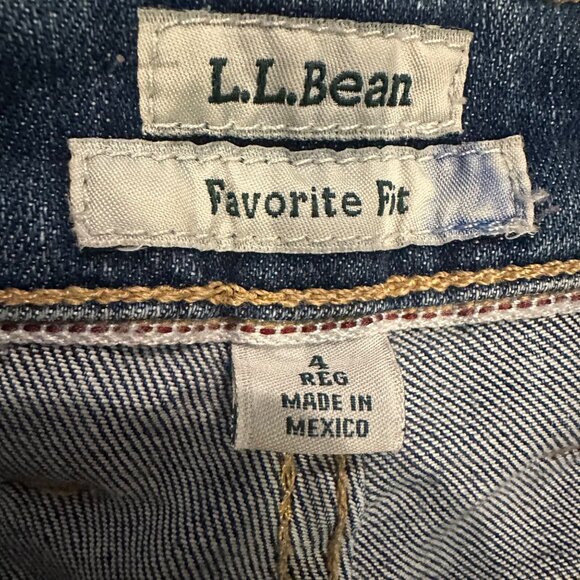 L.L.Bean
Favorite Fit
4
REG
MADE IN
MEXICO